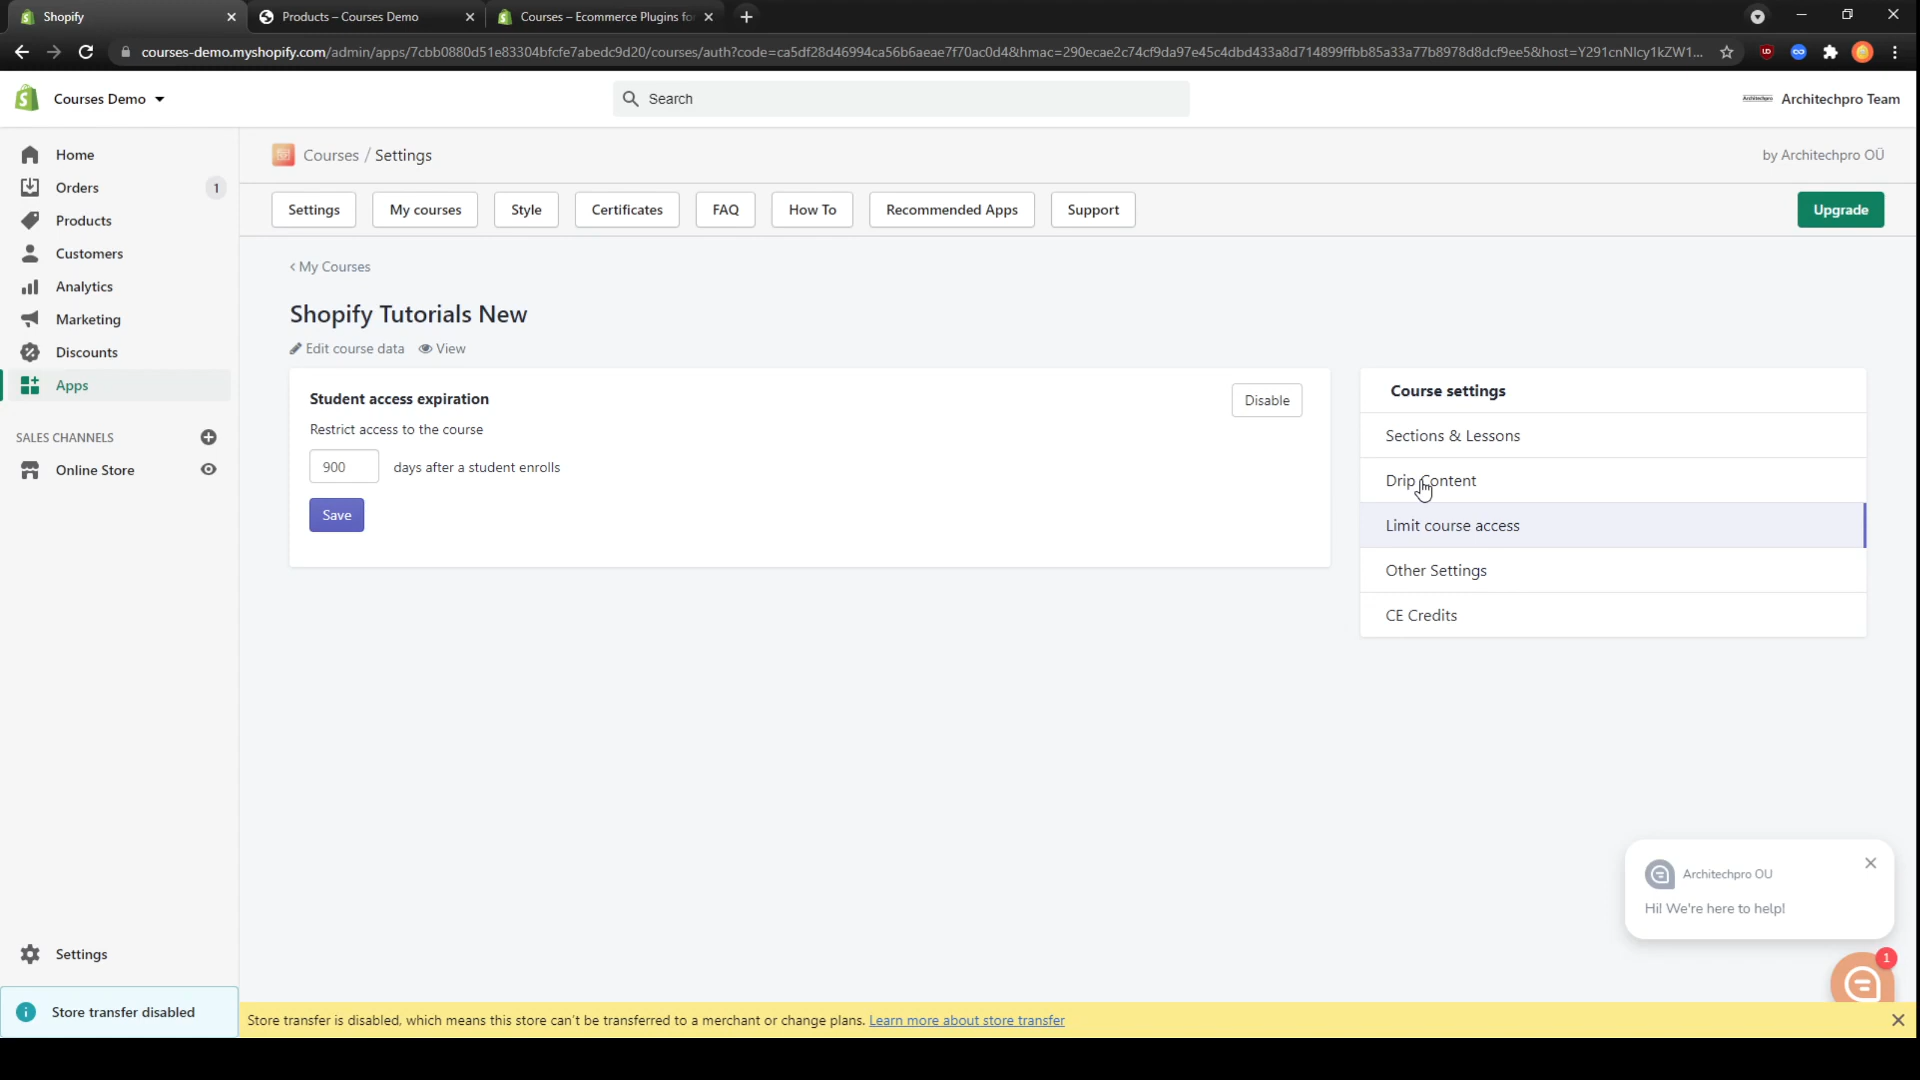 Shopify
Products – Courses Demo
Courses – Ecommerce Plugins for
courses-demo.myshopify.com/admin/apps/7cbb0880d51e83304bfcfe7abedc9d20/courses/auth?code=ca5df28d46994ca56b6aeae7f70ac0d4&hmac=290ecae2c74cf9da97e45c4dbd433a8d714899ffbb85a33a77b8978d8dcf9ee5&host=Y291cnNlcy1kZW1...
Courses Demo
Search
Architechpro
Architechpro Team
Home
Orders
1
Products
Customers
Analytics
Marketing
Discounts
Apps
SALES CHANNELS
Online Store
Settings
Store transfer disabled
Courses / Settings
by Architechpro OÜ
Settings
My courses
Style
Certificates
FAQ
How To
Recommended Apps
Support
Upgrade
‹ My Courses
Shopify Tutorials New
Edit course data
View
Student access expiration
Disable
Restrict access to the course
900
days after a student enrolls
Save
Course settings
Sections & Lessons
Drip Content
Limit course access
Other Settings
CE Credits
Architechpro OU
Hi! We're here to help!
1
Store transfer is disabled, which means this store can't be transferred to a merchant or change plans. Learn more about store transfer